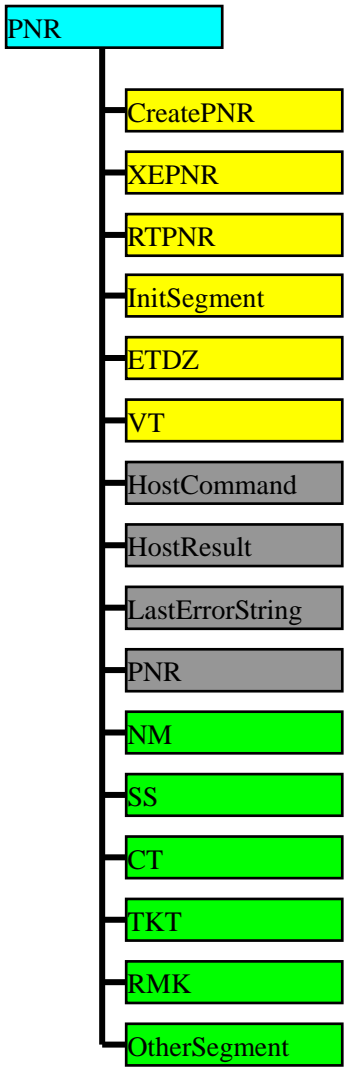 PNR
CreatePNR
XEPNR
RTPNR
InitSegment
ETDZ
VT
HostCommand
HostResult
LastErrorString
PNR
NM
SS
CT
TKT
RMK
OtherSegment